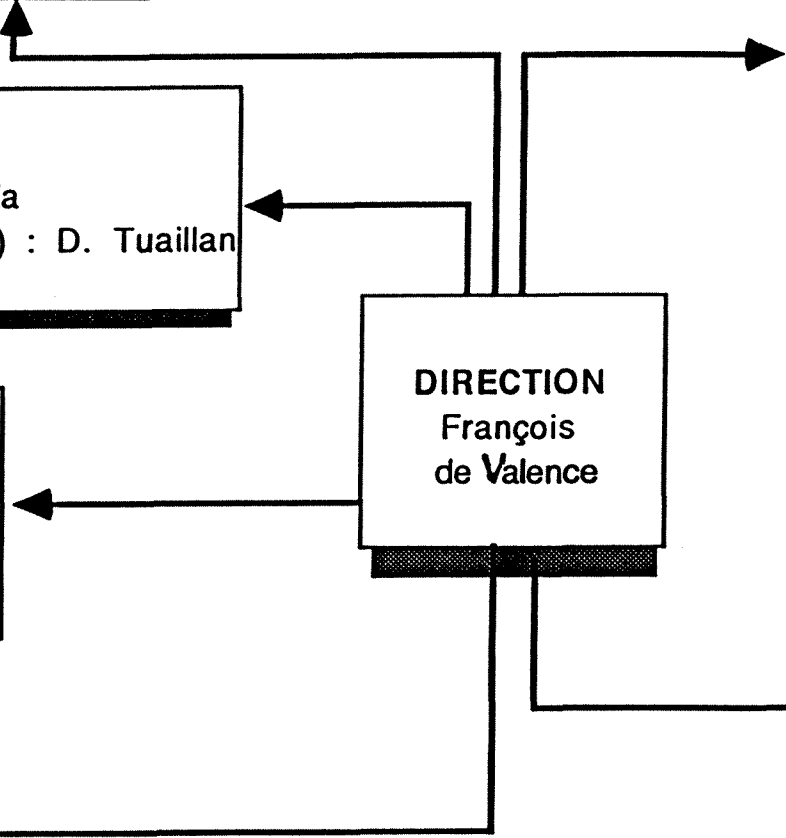 a
) : D. Tuaillan
DIRECTION
François
de Valence